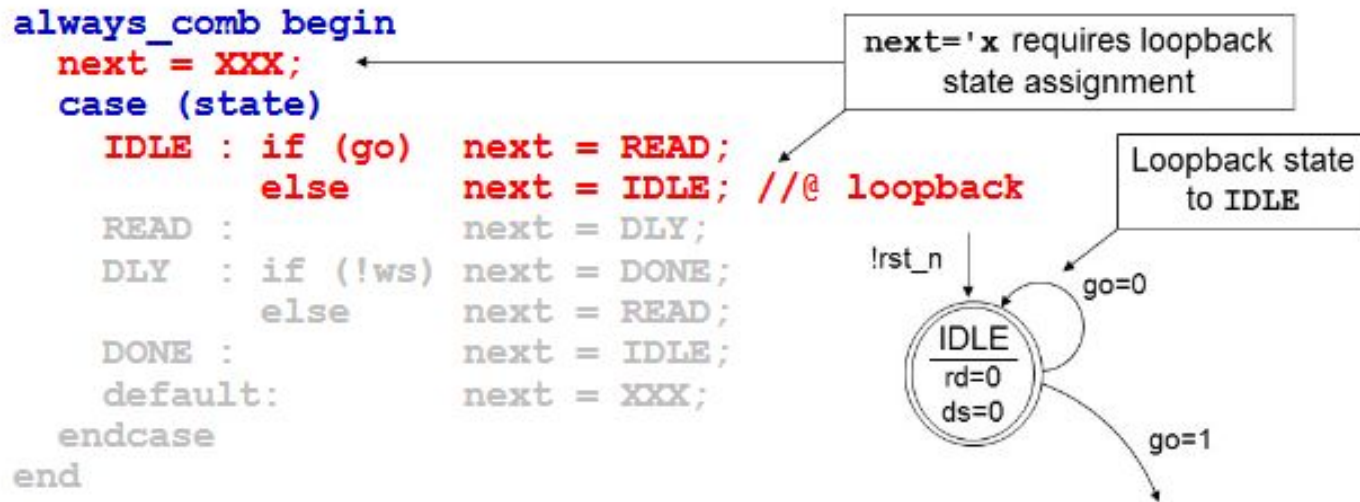 always_comb begin
next = XXX;
case (state)
IDLE : if (go) next = READ;
else next = IDLE; //@ loopback
READ : next = DLY;
DLY : if (!ws) next = DONE;
else next = READ;
DONE : next = IDLE;
default: next = XXX;
endcase
end
next='x requires loopback
state assignment
Loopback state
to IDLE
!rst_n
go=0
IDLE
rd=0
ds=0
go=1